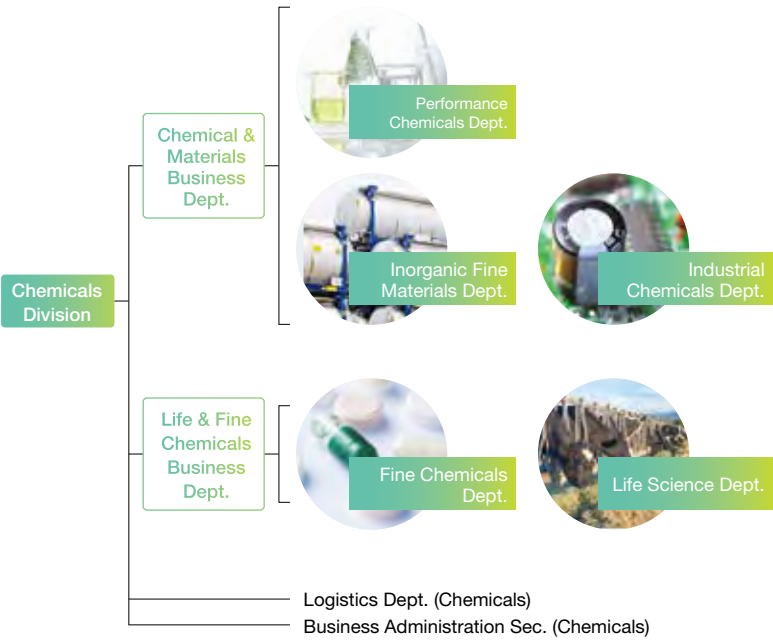 Chemicals
Division
Chemical &
Materials
Business
Dept.
Performance
Chemicals Dept.
Inorganic Fine
Materials Dept.
Industrial
Chemicals Dept.
Life & Fine
Chemicals
Business
Dept.
Fine Chemicals
Dept.
Life Science Dept.
Logistics Dept. (Chemicals)
Business Administration Sec. (Chemicals)